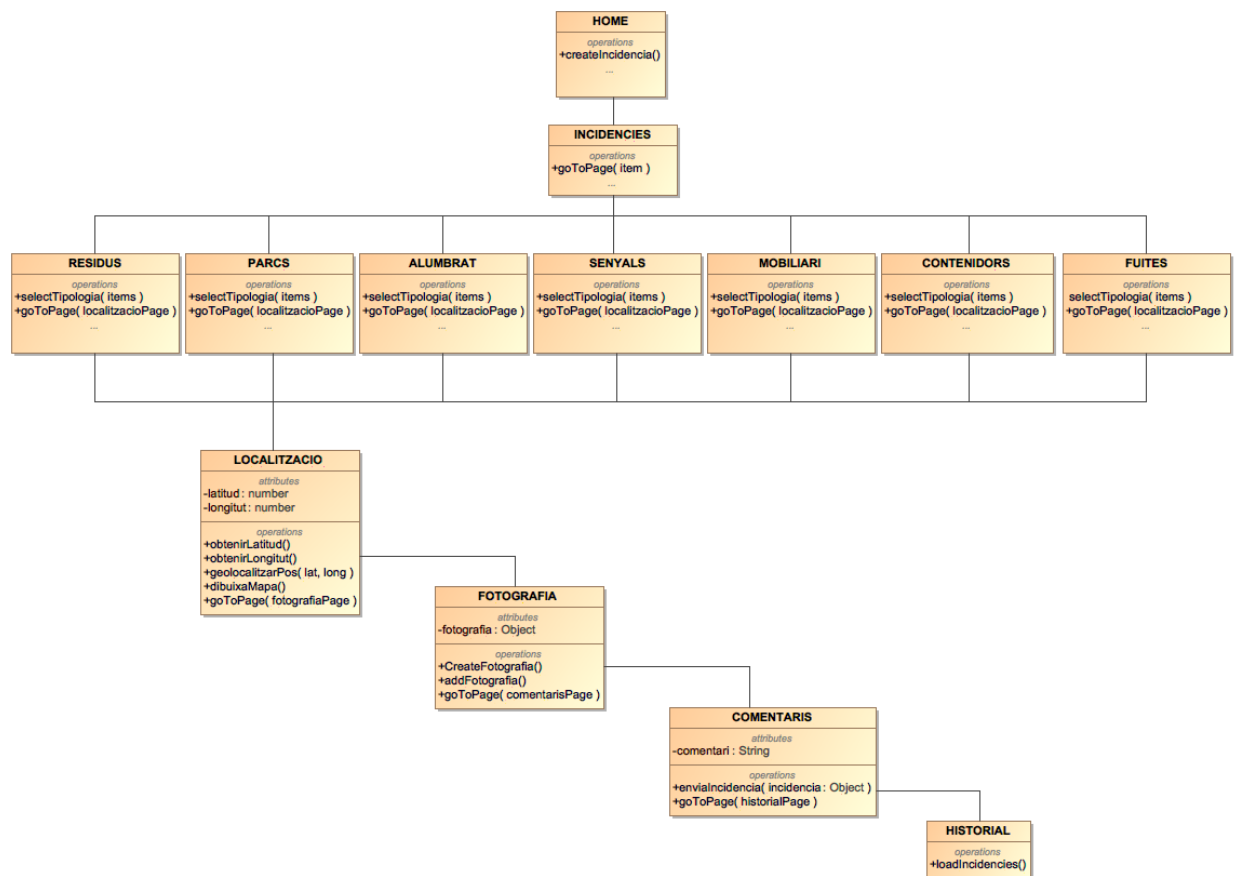 HOME
operations
+createIncidencia()
...
INCIDENCIES
operations
+goToPage( item )
...
RESIDUS
operations
+selectTipologia( items )
+goToPage( localitzacioPage )
...
PARCS
operations
+selectTipologia( items )
+goToPage( localitzacioPage )
...
ALUMBRAT
operations
+selectTipologia( items )
+goToPage( localitzacioPage )
...
SENYALS
operations
+selectTipologia( items )
+goToPage( localitzacioPage )
...
MOBILIARI
operations
+selectTipologia( items )
+goToPage( localitzacioPage )
...
CONTENIDORS
operations
+selectTipologia( items )
+goToPage( localitzacioPage )
...
FUITES
operations
selectTipologia( items )
+goToPage( localitzacioPage )
...
LOCALITZACIO
attributes
-latitud : number
-longitut : number
operations
+obtenirLatitud()
+obtenirLongitut()
+geolocalitzarPos( lat, long )
+dibuixaMapa()
+goToPage( fotografiaPage )
FOTOGRAFIA
attributes
-fotografia : Object
operations
+CreateFotografia()
+addFotografia()
+goToPage( comentarisPage )
COMENTARIS
attributes
-comentari : String
operations
+enviaIncidencia( incidencia : Object )
+goToPage( historialPage )
HISTORIAL
operations
+loadIncidencies()